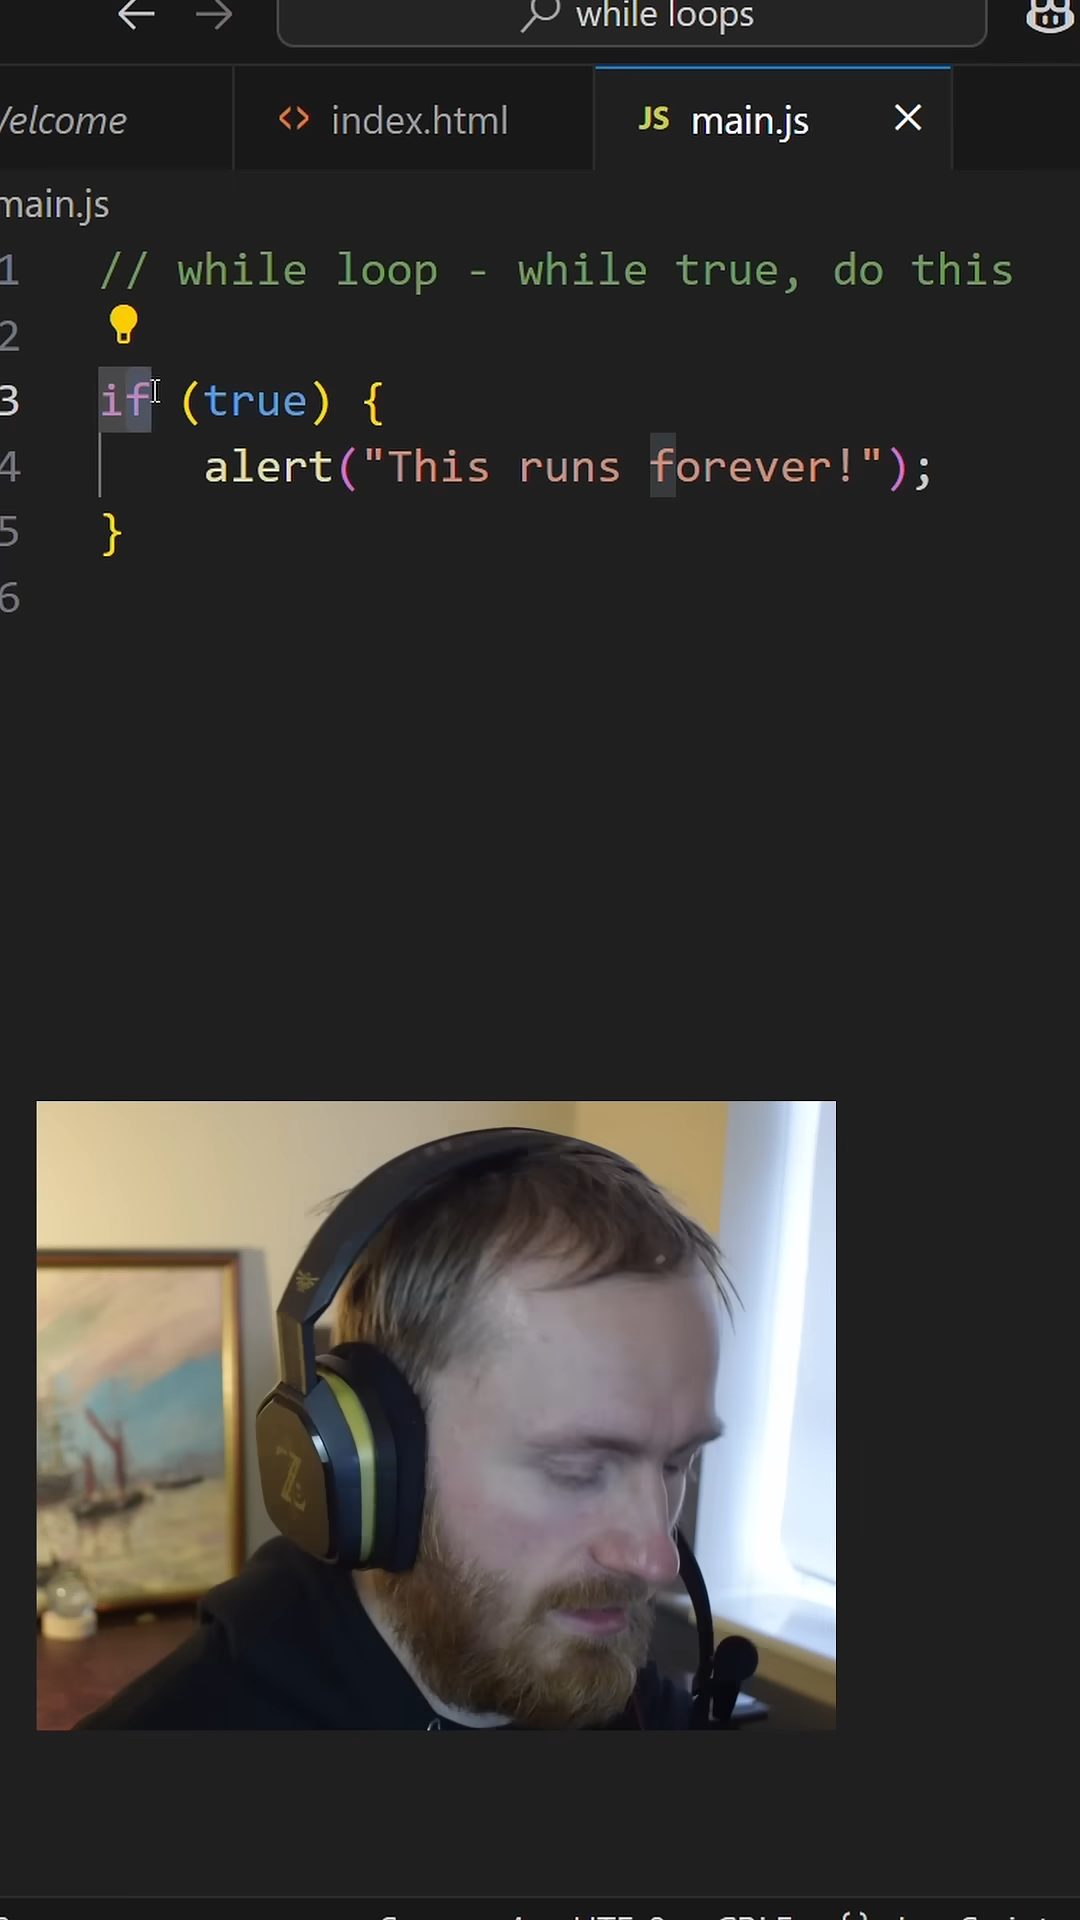 while loops
Welcome
index.html
JS main.js
main.js
1 // while loop - while true, do this
2
3 if (true) {
4 alert("This runs forever!");
5 }
6